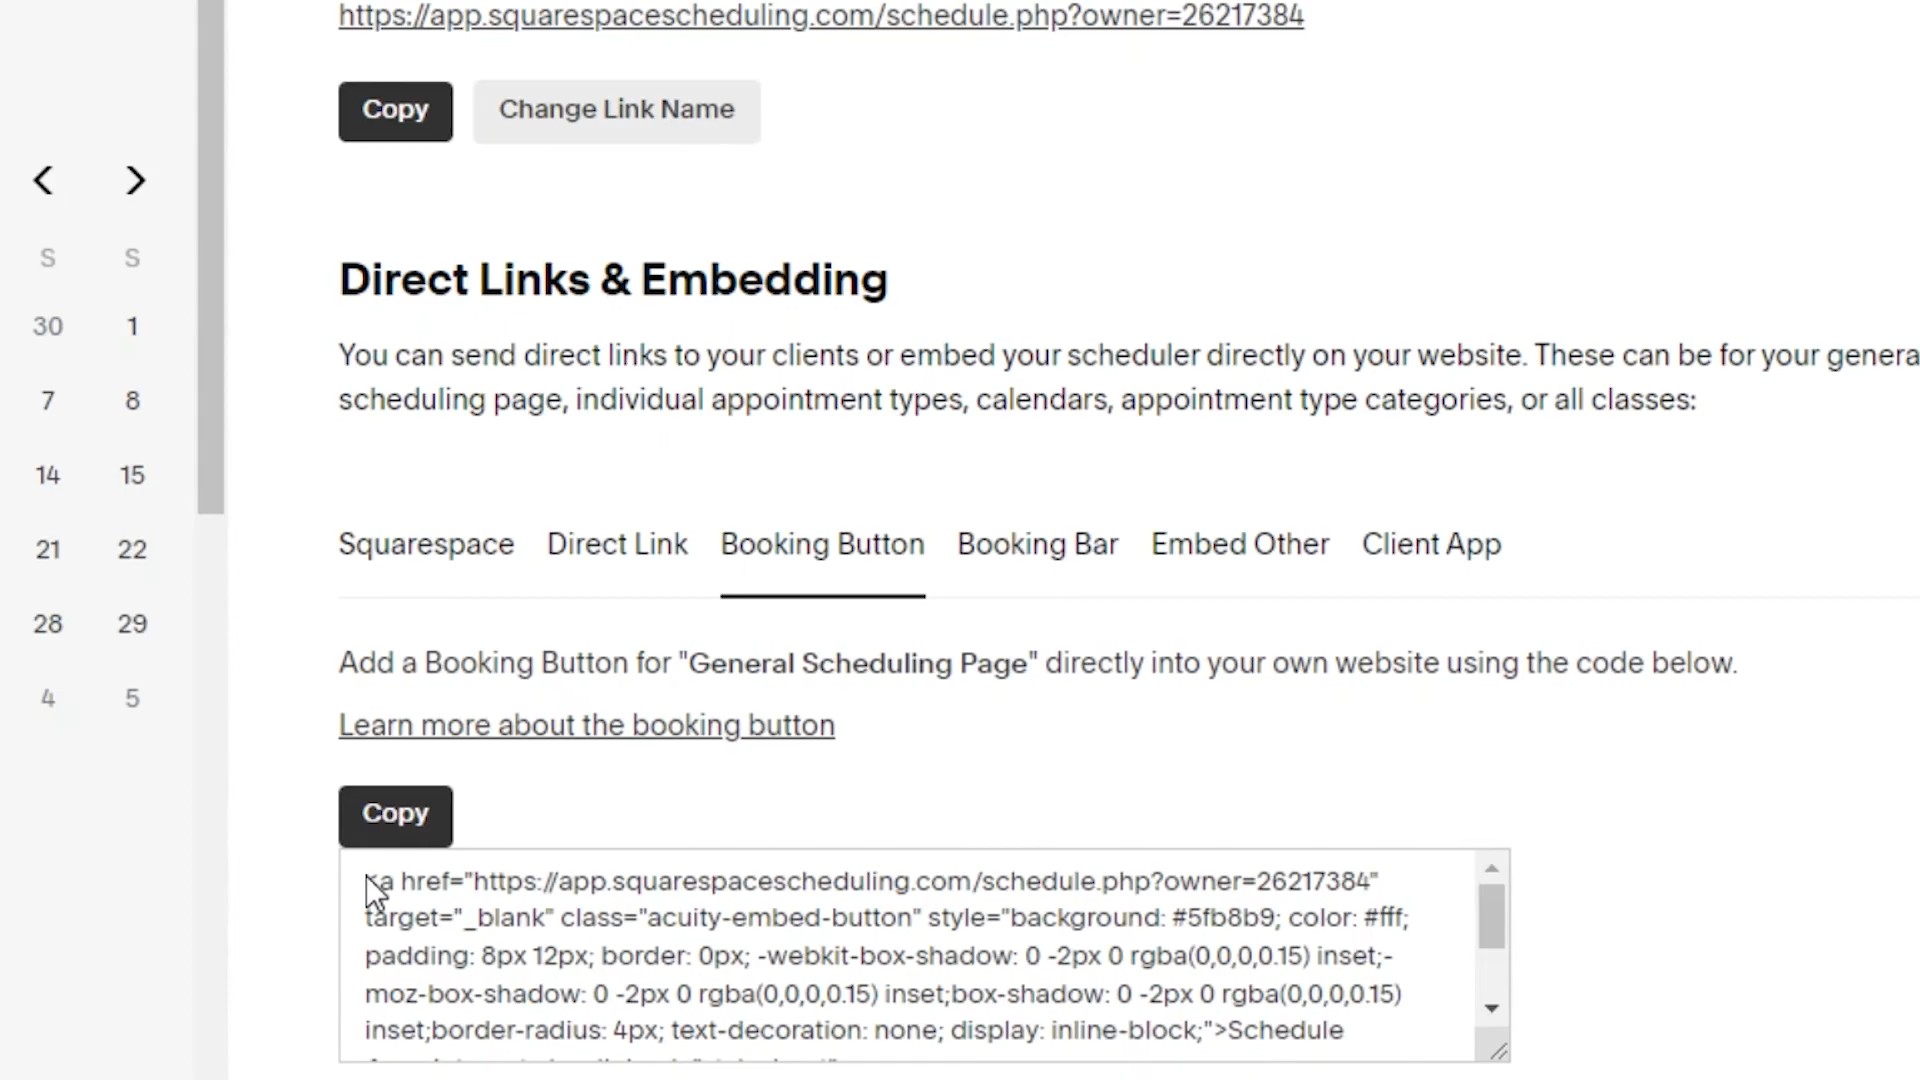 https://app.squarespacescheduling.com/schedule.php?owner=26217384
Copy
Change Link Name
S S
30 1
7 8
14 15
21 22
28 29
4 5
Direct Links & Embedding
You can send direct links to your clients or embed your scheduler directly on your website. These can be for your genera
scheduling page, individual appointment types, calendars, appointment type categories, or all classes:
Squarespace Direct Link Booking Button Booking Bar Embed Other Client App
Add a Booking Button for "General Scheduling Page" directly into your own website using the code below.
Learn more about the booking button
Copy
<a href="https://app.squarespacescheduling.com/schedule.php?owner=26217384"
target="_blank" class="acuity-embed-button" style="background: #5fb8b9; color: #fff;
padding: 8px 12px; border: 0px; -webkit-box-shadow: 0 -2px 0 rgba(0,0,0,0.15) inset;-
moz-box-shadow: 0 -2px 0 rgba(0,0,0,0.15) inset;box-shadow: 0 -2px 0 rgba(0,0,0,0.15)
inset;border-radius: 4px; text-decoration: none; display: inline-block;">Schedule